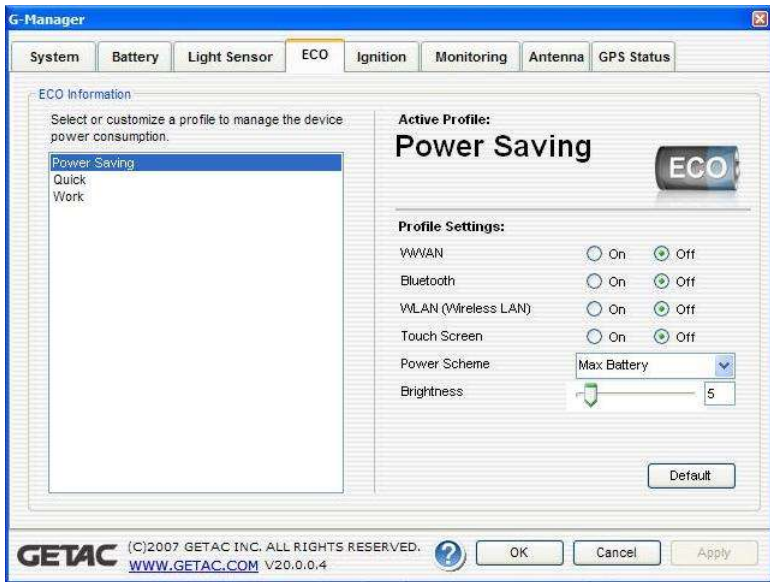 G-Manager
System Battery Light Sensor ECO Ignition Monitoring Antenna GPS Status
ECO Information
Select or customize a profile to manage the device
power consumption.
Power Saving
Quick
Work
Active Profile:
Power Saving
ECO
Profile Settings:
WWAN On Off
Bluetooth On Off
WLAN (Wireless LAN) On Off
Touch Screen On Off
Power Scheme Max Battery
Brightness 5
Default
GETAC (C)2007 GETAC INC. ALL RIGHTS RESERVED.
WWW.GETAC.COM V20.0.0.4
? OK Cancel Apply